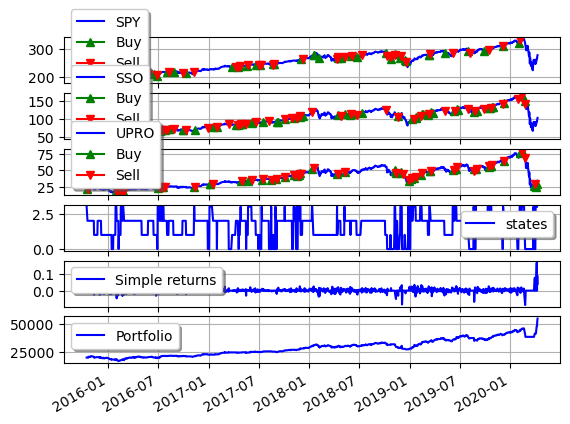 SPY
Buy
Sell
300
200
SSO
Buy
Sell
150
100
50
UPRO
Buy
Sell
75
50
25
states
2.5
0.0
Simple returns
0.1
0.0
Portfolio
50000
25000
2016-01 2016-07 2017-01 2017-07 2018-01 2018-07 2019-01 2019-07 2020-01